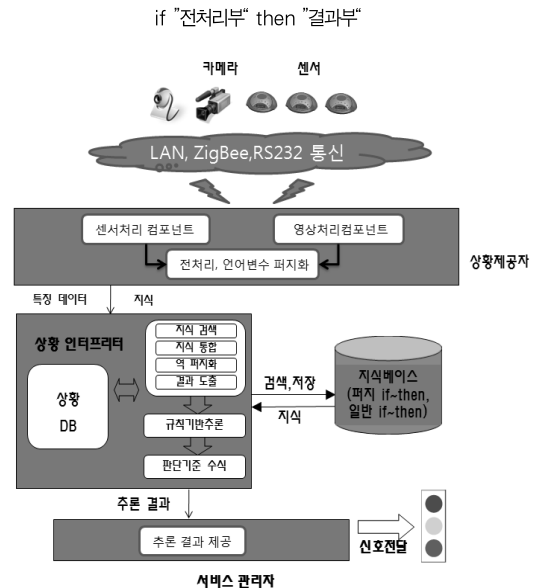 if ”전처리부“ then ”결과부“
카메라 센서
LAN, ZigBee,RS232 통신
센서처리 컴포넌트 영상처리컴포넌트
전처리, 언어변수 퍼지화
상황제공자
특징 데이터 지식
상황 인터프리터
지식 검색
지식 통합
역 퍼지화
결과 도출
상황
DB
규칙기반추론
판단기준 수식
검색,저장
지식
지식베이스
(퍼지 if~then,
일반 if~then)
추론 결과
추론 결과 제공
신호전달
서비스 관리자